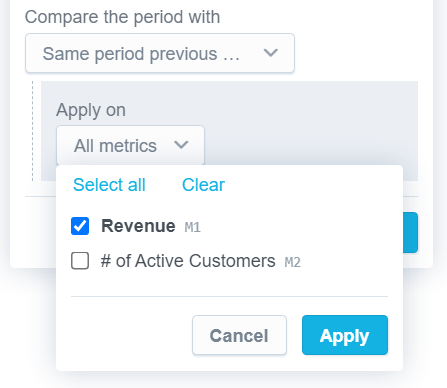 Compare the period with
Same period previous ...
Apply on
All metrics
Select all Clear
Revenue M1
# of Active Customers M2
Cancel Apply